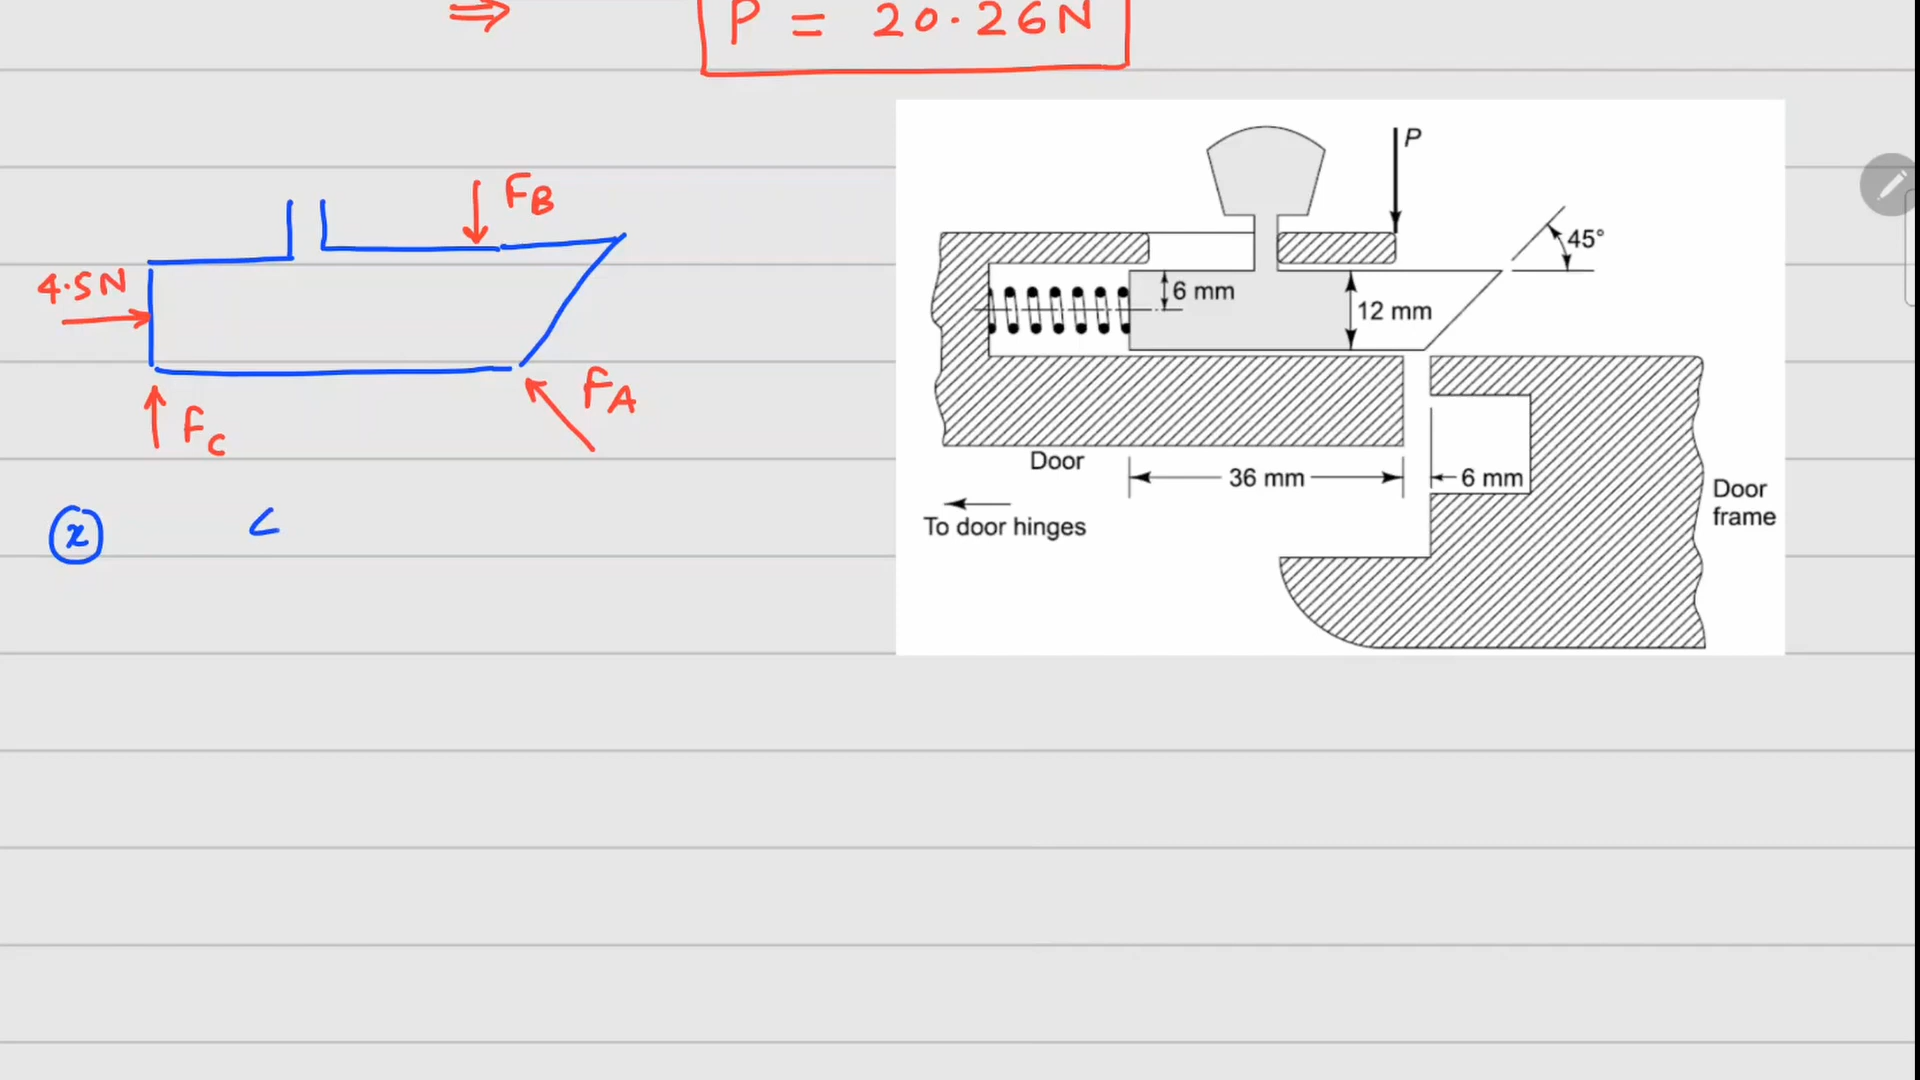 ⇒ P = 20.26N
F_B
4.5N
F_A
F_C
x
<
P
45°
6 mm
12 mm
Door
36 mm
6 mm
To door hinges
Door
frame